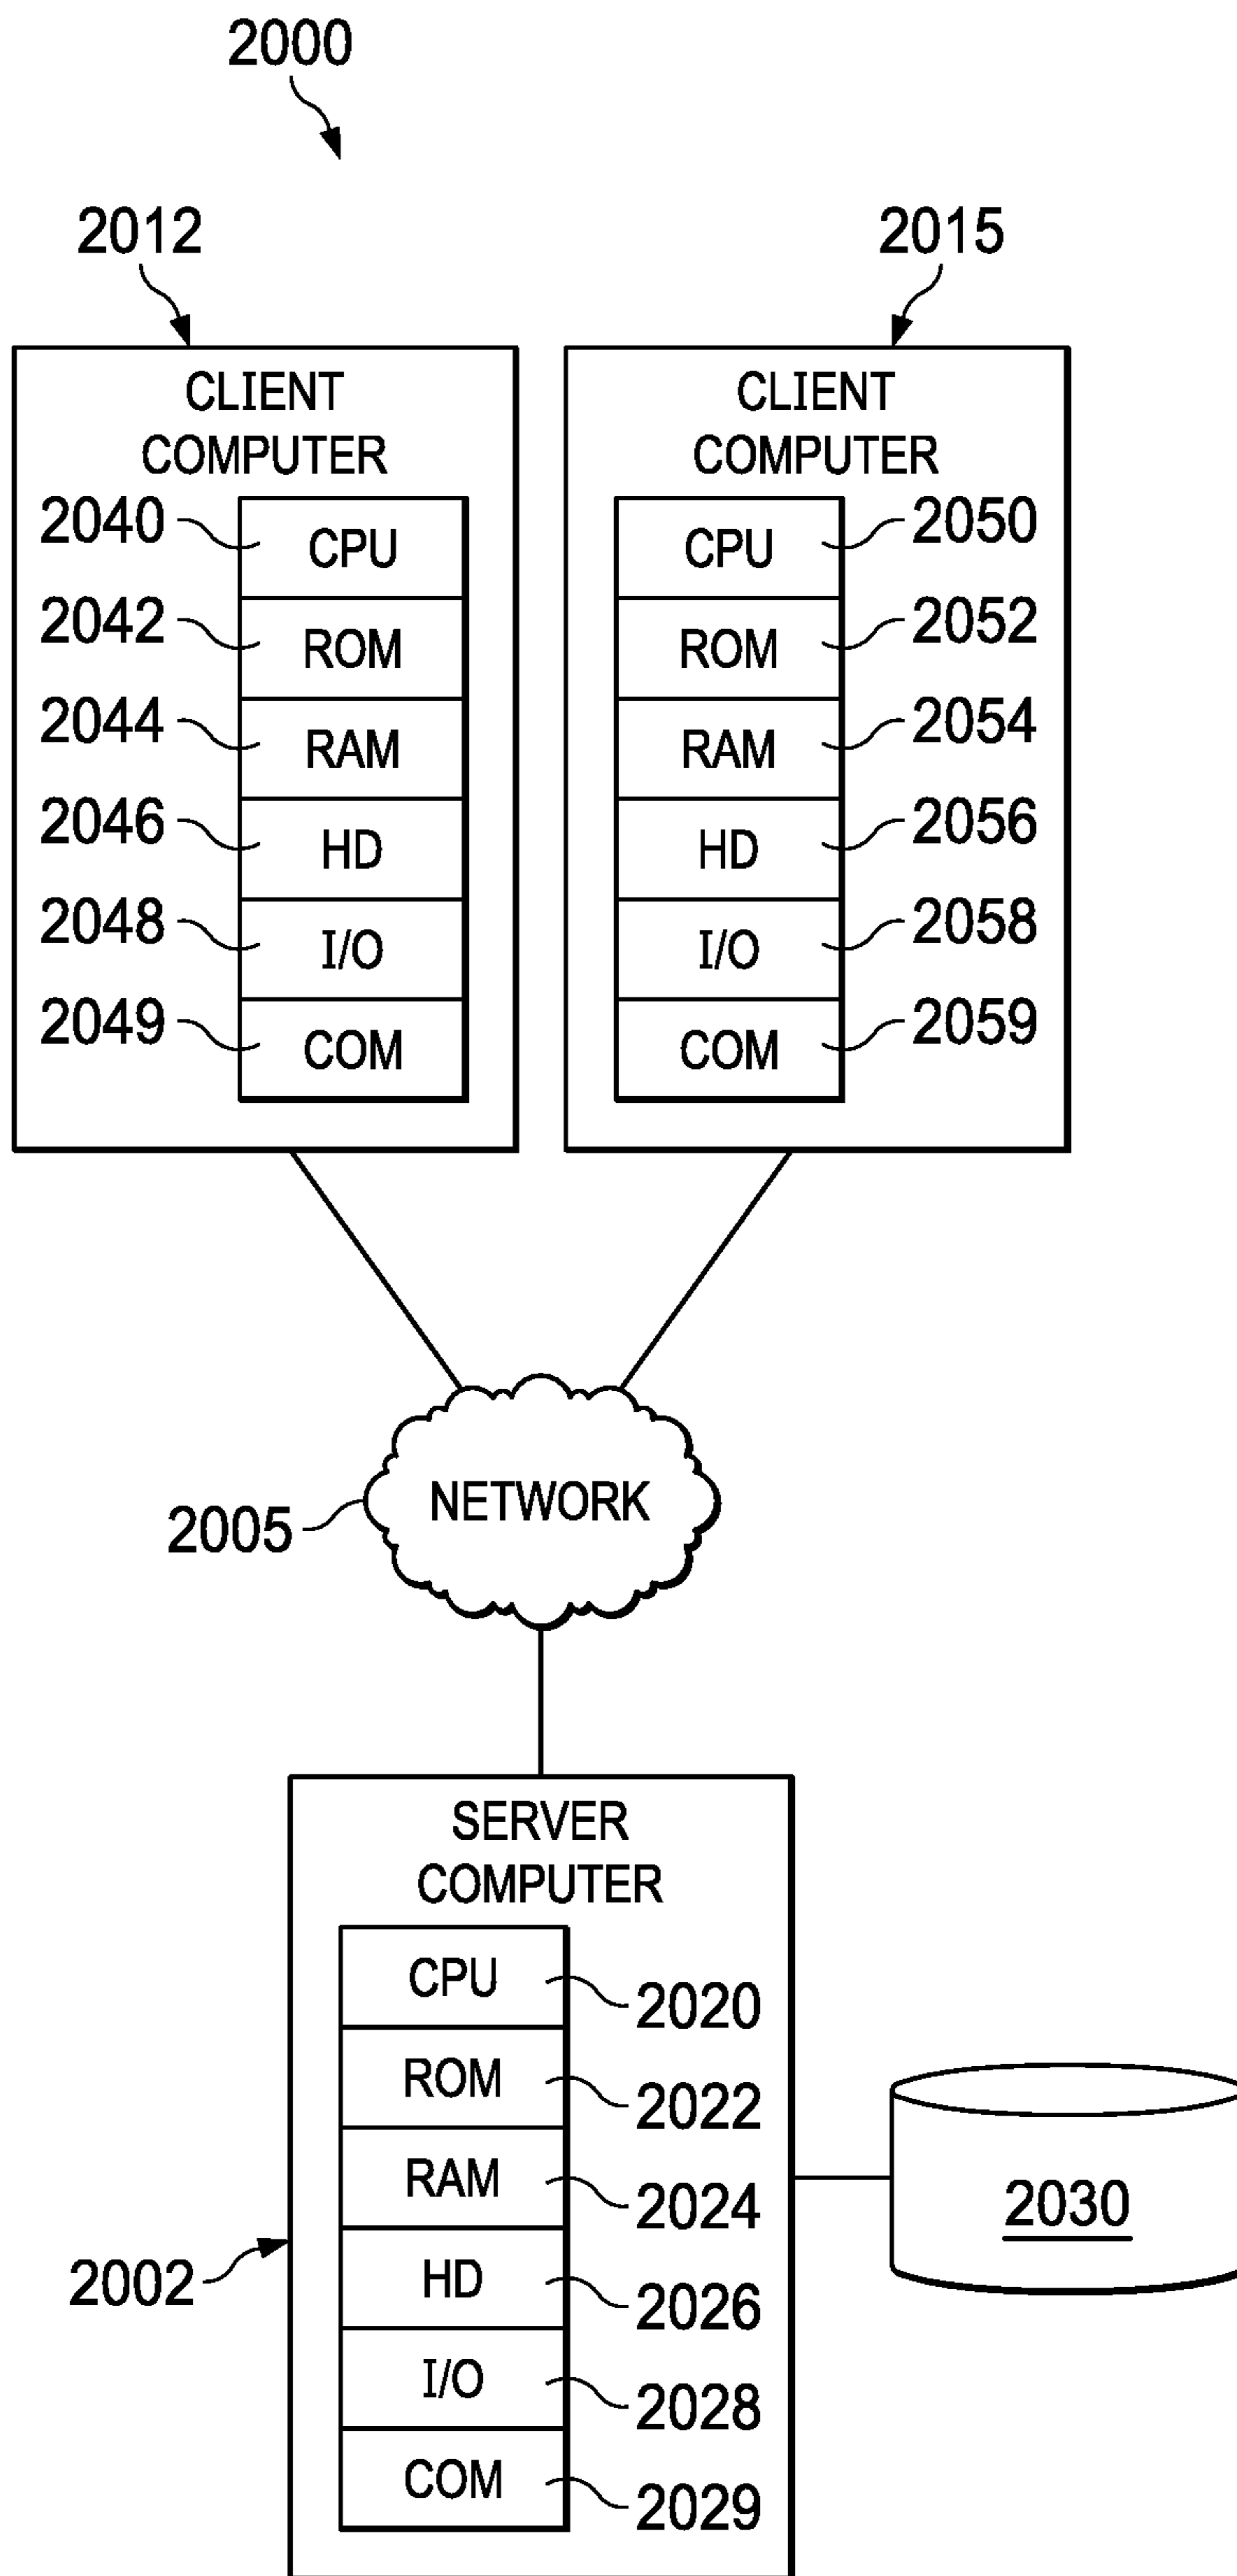 2000
2012
2015
CLIENT
COMPUTER
2040
CPU
2042
ROM
2044
RAM
2046
HD
2048
I/O
2049
COM
CLIENT
COMPUTER
CPU
2050
ROM
2052
RAM
2054
HD
2056
I/O
2058
COM
2059
NETWORK
2005
SERVER
COMPUTER
CPU
2020
ROM
2022
RAM
2024
HD
2026
I/O
2028
COM
2029
2002
2030